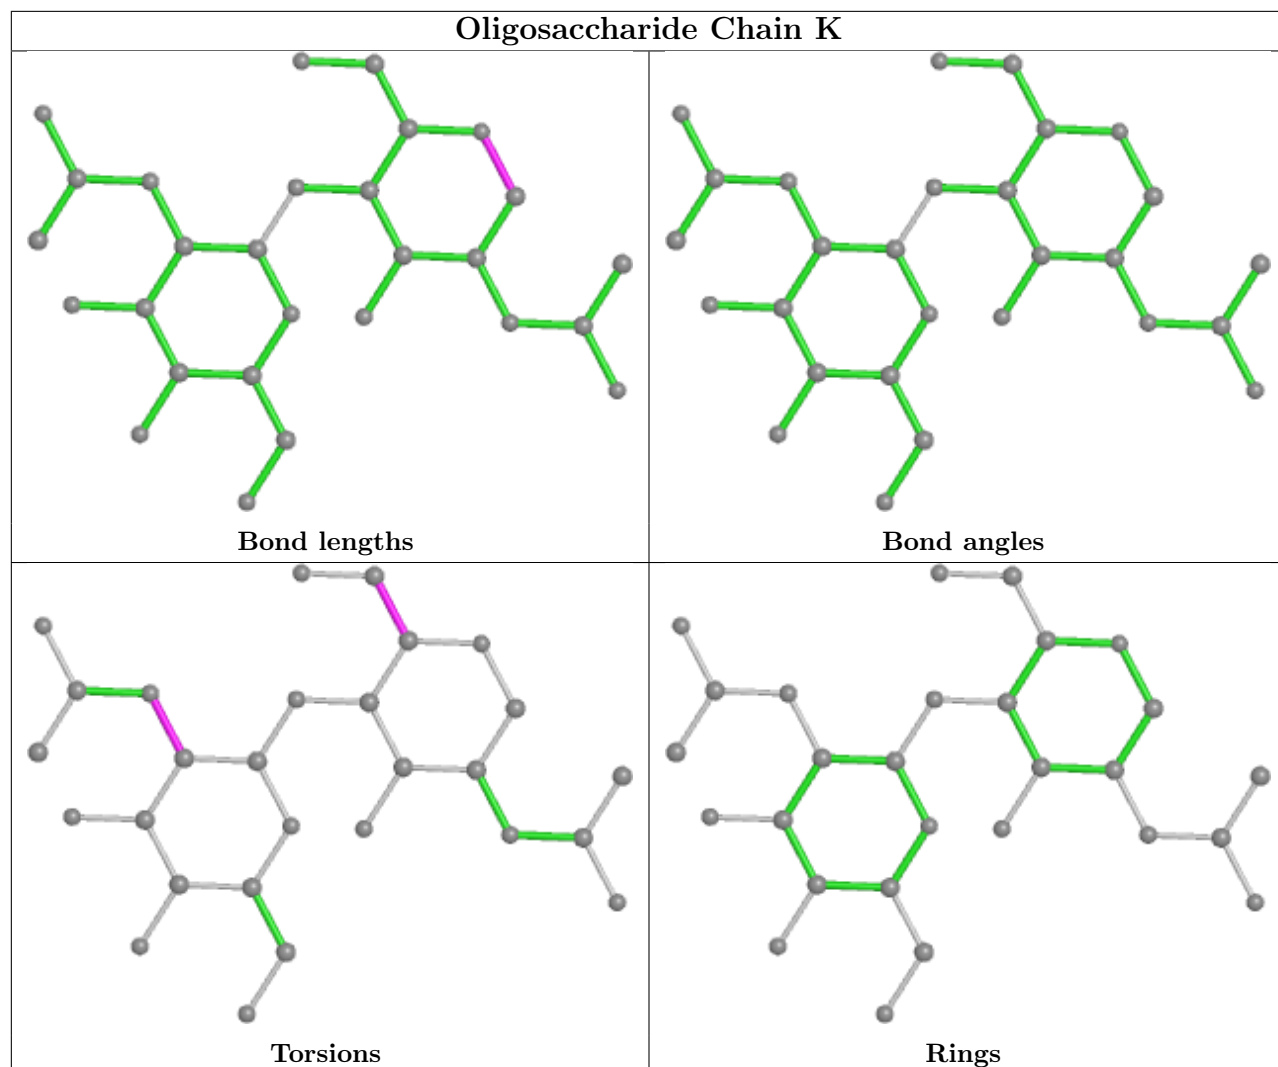 Oligosaccharide Chain K
Bond lengths
Bond angles
Torsions
Rings